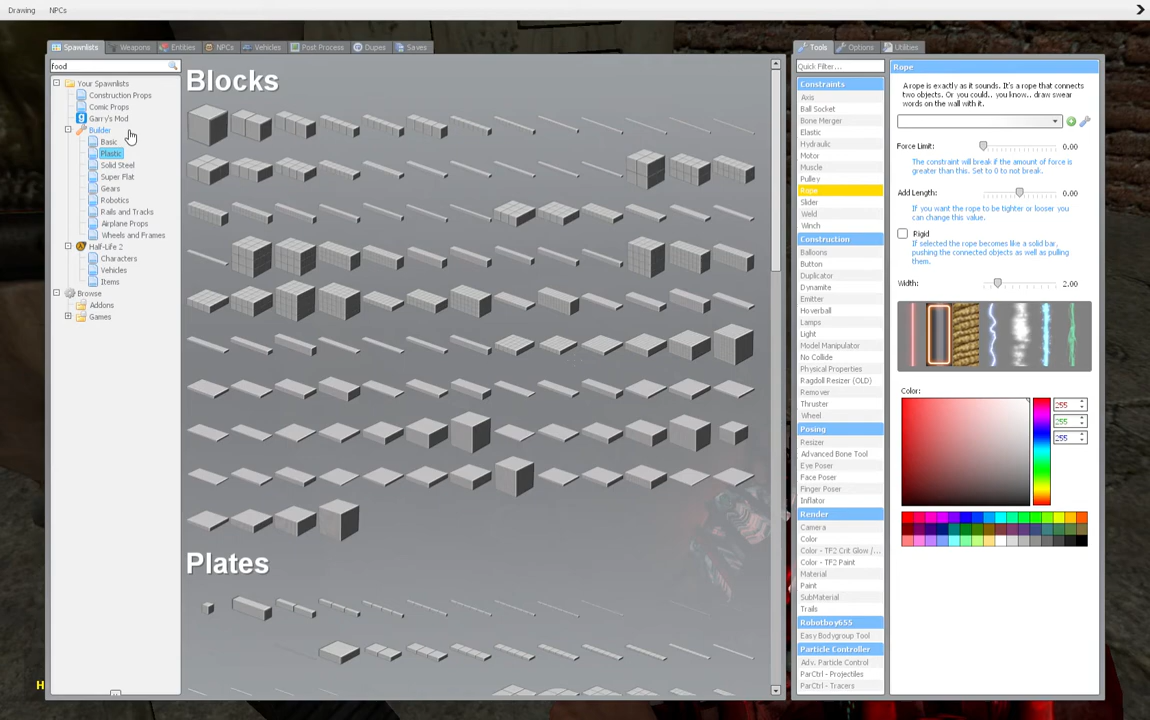 Drawing NPCs
Spawnlists Weapons Entities NPCs Vehicles Post Process Dupes Saves
food
Your Spawnlists
Construction Props
Comic Props
Garry's Mod
Builder
Basic
Plastic
Solid Steel
Super Flat
Gears
Robotics
Rails and Tracks
Airplane Props
Wheels and Frames
Half-Life 2
Characters
Vehicles
Items
Browse
Addons
Games
Blocks
Plates
H
Tools Options Utilities
Quick Filter...
Constraints
Axis
Ball Socket
Bone Merger
Elastic
Hydraulic
Motor
Muscle
Pulley
Rope
Slider
Weld
Winch
Construction
Balloons
Button
Duplicator
Dynamite
Emitter
Hoverball
Lamps
Light
Model Manipulator
No Collide
Physical Properties
Ragdoll Resizer (OLD)
Remover
Thruster
Wheel
Posing
Resizer
Advanced Bone Tool
Eye Poser
Face Poser
Finger Poser
Inflator
Render
Camera
Color
Color - TF2 Crit Glow /...
Color - TF2 Paint
Material
Paint
SubMaterial
Trails
Robotboy655
Easy Bodygroup Tool
Particle Controller
Adv. Particle Control
ParCtrl - Projectiles
ParCtrl - Tracers
Rope
A rope is exactly as it sounds. It's a rope that connects
two objects. Or you could.. you know.. draw swear
words on the wall with it.
Force Limit: 0.00
The constraint will break if the amount of force is
greater than this. Set to 0 to not break.
Add Length: 0.00
If you want the rope to be tighter or looser you
can change this value.
Rigid
If selected the rope becomes like a solid bar,
pushing the connected objects as well as pulling
them.
Width: 2.00
Color:
255
255
255